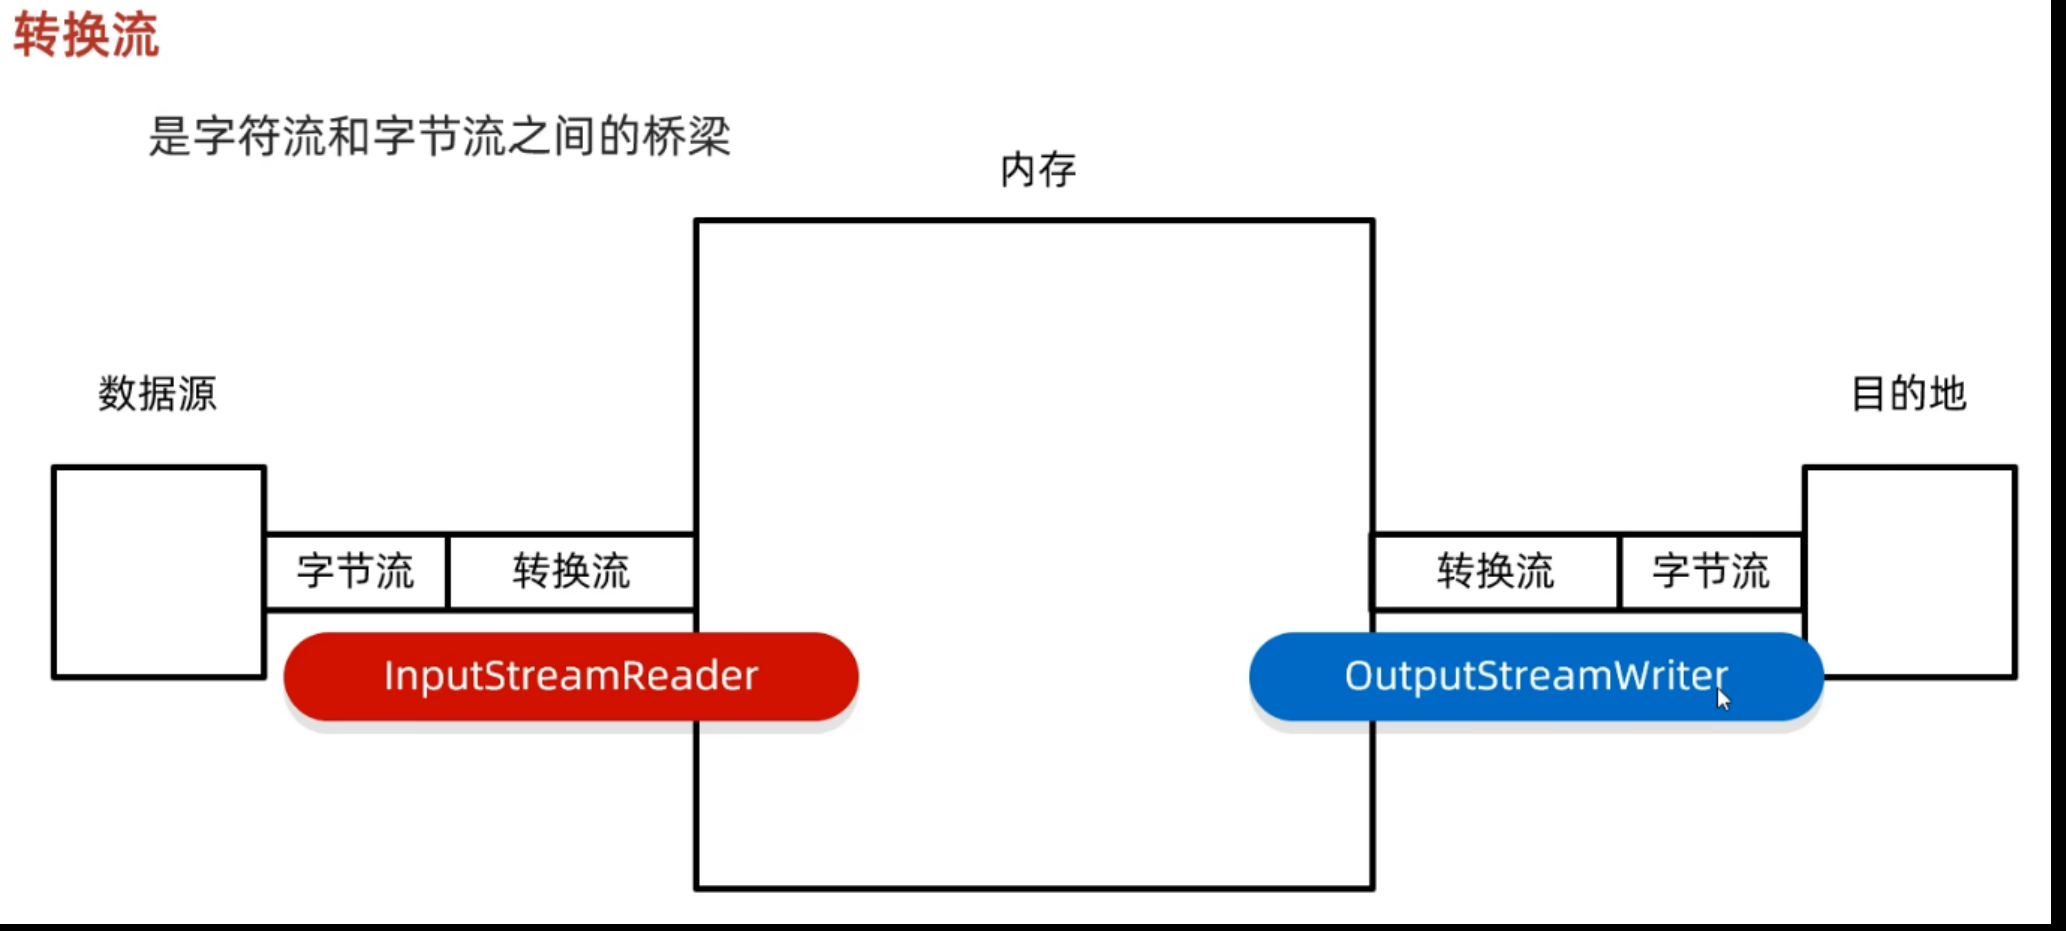 转换流
是字符流和字节流之间的桥梁
内存
数据源
目的地
字节流
转换流
转换流
字节流
InputStreamReader
OutputStreamWriter